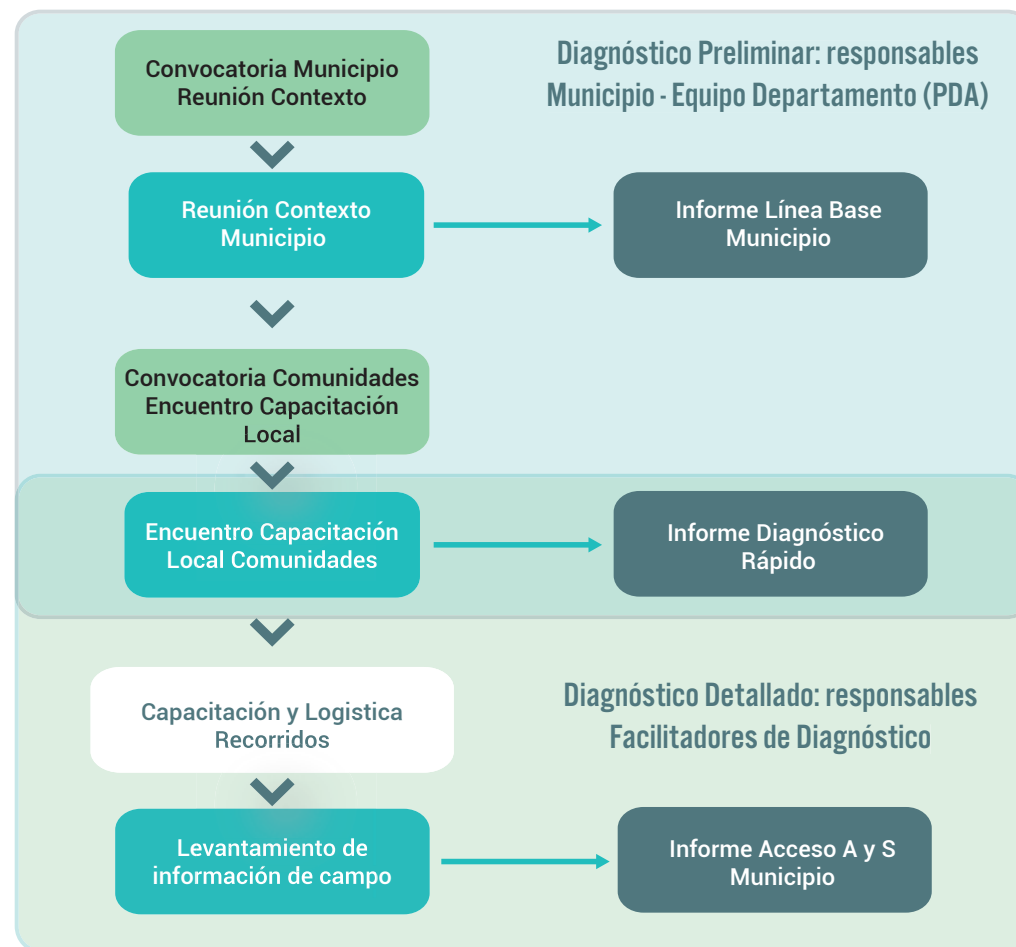 Convocatoria Municipio
Reunión Contexto
Diagnóstico Preliminar: responsables
Municipio - Equipo Departamento (PDA)
Reunión Contexto
Municipio
Informe Línea Base
Municipio
Convocatoria Comunidades
Encuentro Capacitación
Local
Encuentro Capacitación
Local Comunidades
Informe Diagnóstico
Rápido
Capacitación y Logistica
Recorridos
Diagnóstico Detallado: responsables
Facilitadores de Diagnóstico
Levantamiento de
información de campo
Informe Acceso A y S
Municipio